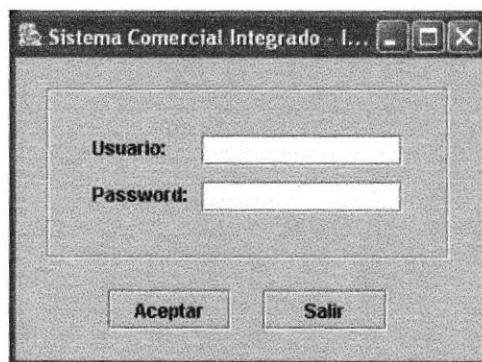 Sistema Comercial Integrado - I...
Usuario:
Password:
Aceptar Salir